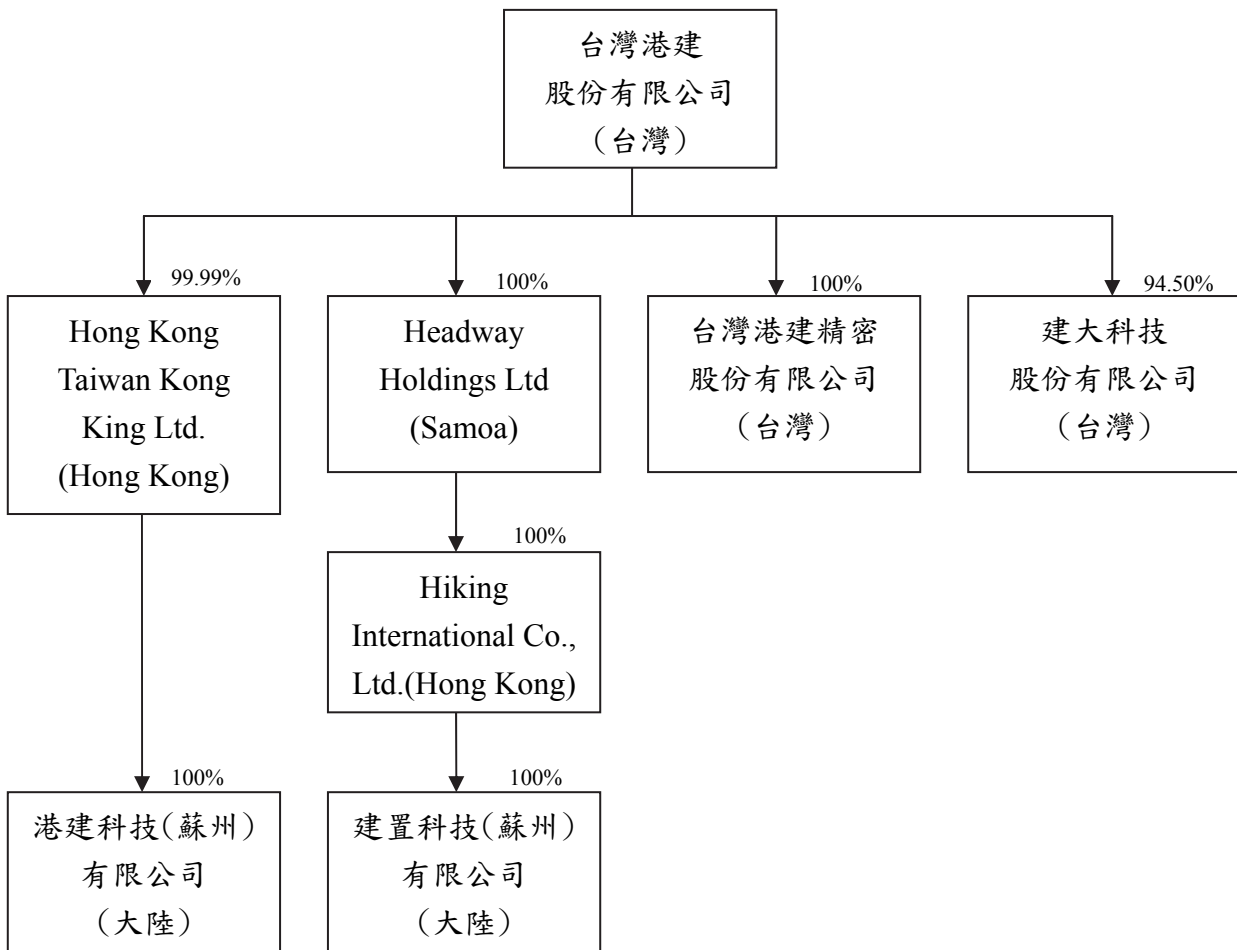 台灣港建
股份有限公司
（台灣）
99.99%
Hong Kong
Taiwan Kong
King Ltd.
(Hong Kong)
100%
Headway
Holdings Ltd
(Samoa)
100%
台灣港建精密
股份有限公司
（台灣）
94.50%
建大科技
股份有限公司
（台灣）
100%
Hiking
International Co.,
Ltd.(Hong Kong)
100%
港建科技(蘇州)
有限公司
（大陸）
100%
建置科技(蘇州)
有限公司
（大陸）